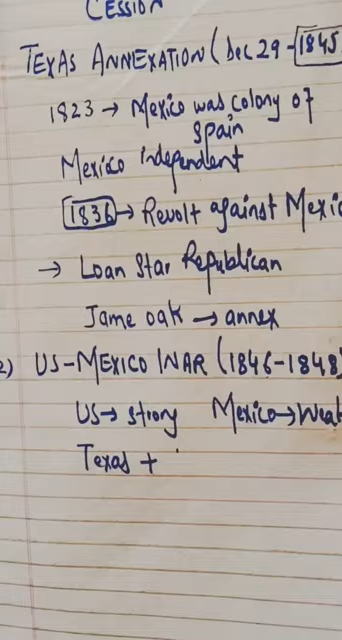 CESSION
TEXAS ANNEXATION (Dec 29 - 1845
1823 → Mexico was colony of
Spain
Mexico independent
1836 → Revolt against Mexic
→ Loan Star Republican
Jame oak → annex
2) US-MEXICO WAR (1846-1848)
US → strong Mexico → Weak
Texas +